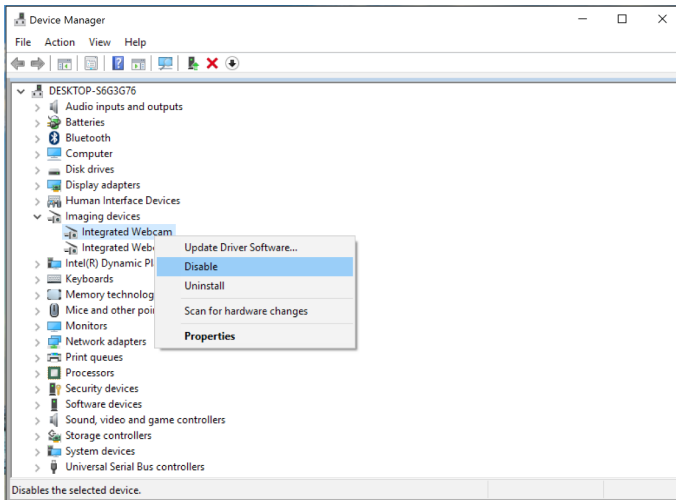 Device Manager
File Action View Help
DESKTOP-S6G3G76
Audio inputs and outputs
Batteries
Bluetooth
Computer
Disk drives
Display adapters
Human Interface Devices
Imaging devices
Integrated Webcam
Integrated Web
Update Driver Software...
Disable
Uninstall
Scan for hardware changes
Properties
Intel(R) Dynamic Pl
Keyboards
Memory technolog
Mice and other poi
Monitors
Network adapters
Print queues
Processors
Security devices
Software devices
Sound, video and game controllers
Storage controllers
System devices
Universal Serial Bus controllers
Disables the selected device.